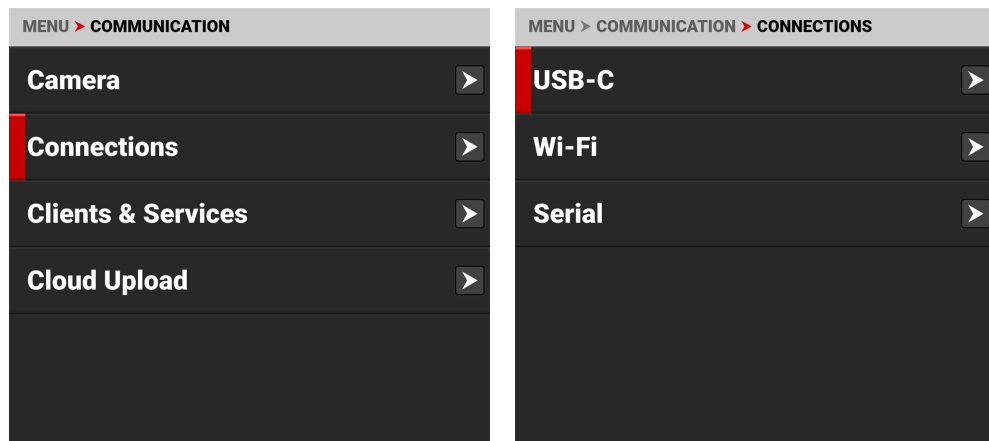 MENU ➤ COMMUNICATION
Camera
Connections
Clients & Services
Cloud Upload
MENU ➤ COMMUNICATION ➤ CONNECTIONS
USB-C
Wi-Fi
Serial